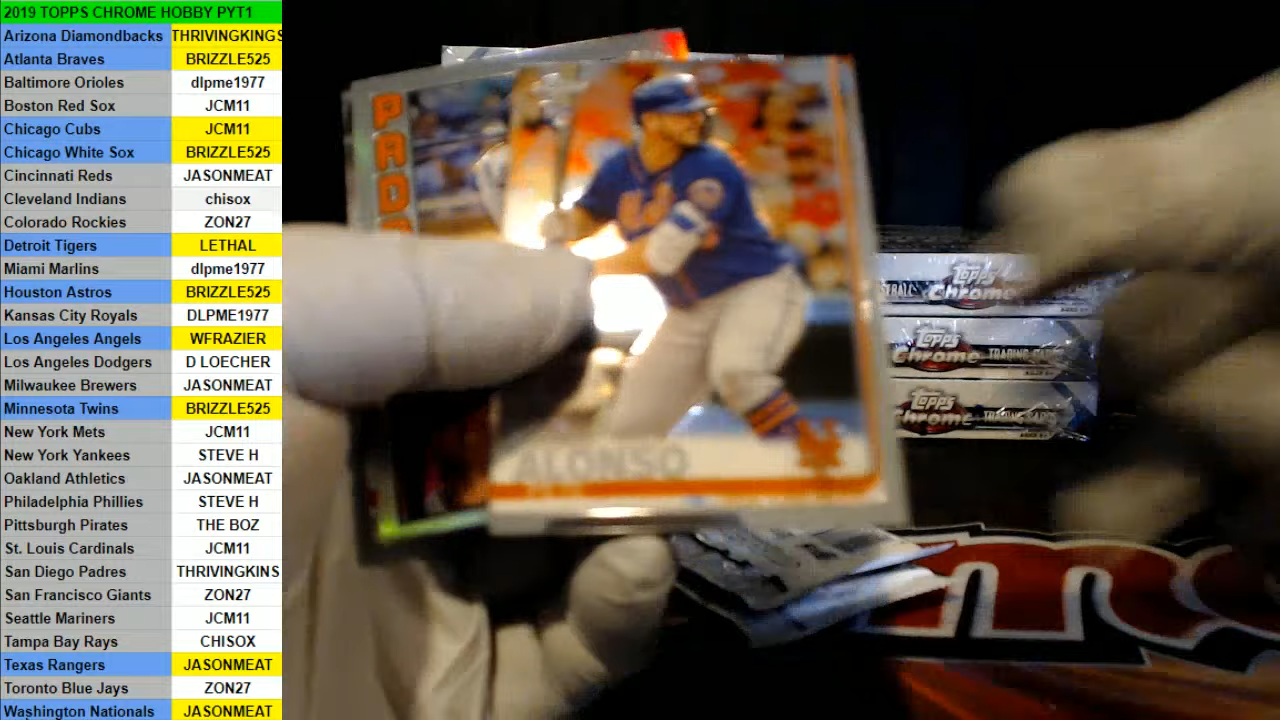 2019 TOPPS CHROME HOBBY PYT1
Arizona Diamondbacks THRIVINGKINGS
Atlanta Braves BRIZZLE525
Baltimore Orioles dlpme1977
Boston Red Sox JCM11
Chicago Cubs JCM11
Chicago White Sox BRIZZLE525
Cincinnati Reds JASONMEAT
Cleveland Indians chisox
Colorado Rockies ZON27
Detroit Tigers LETHAL
Miami Marlins dlpme1977
Houston Astros BRIZZLE525
Kansas City Royals DLPME1977
Los Angeles Angels WFRAZIER
Los Angeles Dodgers D LOECHER
Milwaukee Brewers JASONMEAT
Minnesota Twins BRIZZLE525
New York Mets JCM11
New York Yankees STEVE H
Oakland Athletics JASONMEAT
Philadelphia Phillies STEVE H
Pittsburgh Pirates THE BOZ
St. Louis Cardinals JCM11
San Diego Padres THRIVINGKINS
San Francisco Giants ZON27
Seattle Mariners JCM11
Tampa Bay Rays CHISOX
Texas Rangers JASONMEAT
Toronto Blue Jays ZON27
Washington Nationals JASONMEAT
PAD
ALONSO
Topps
Chrome
Topps
Chrome TRADING CARDS
Topps
Chrome TRADING CARDS